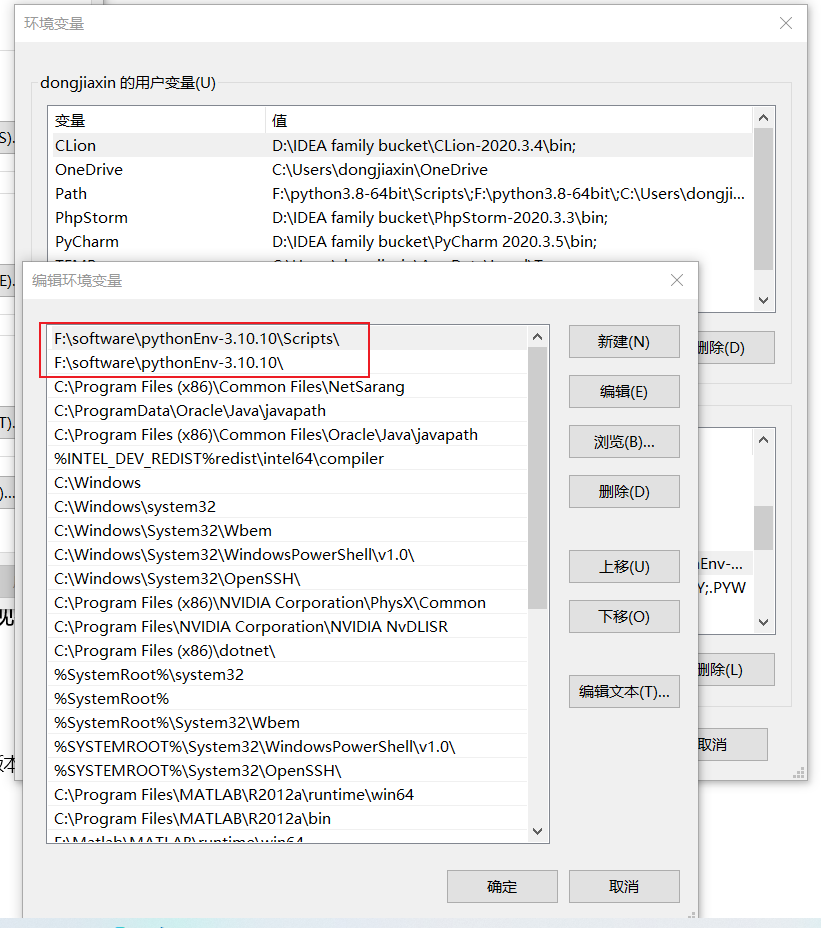 环境变量
dongjiaxin 的用户变量(U)
变量 值
CLion D:\IDEA family bucket\CLion-2020.3.4\bin;
OneDrive C:\Users\dongjiaxin\OneDrive
Path F:\python3.8-64bit\Scripts\;F:\python3.8-64bit\;C:\Users\dongji...
PhpStorm D:\IDEA family bucket\PhpStorm-2020.3.3\bin;
PyCharm D:\IDEA family bucket\PyCharm 2020.3.5\bin;
编辑环境变量
F:\software\pythonEnv-3.10.10\Scripts\
F:\software\pythonEnv-3.10.10\
C:\Program Files (x86)\Common Files\NetSarang
C:\ProgramData\Oracle\Java\javapath
C:\Program Files (x86)\Common Files\Oracle\Java\javapath
%INTEL_DEV_REDIST%redist\intel64\compiler
C:\Windows
C:\Windows\system32
C:\Windows\System32\Wbem
C:\Windows\System32\WindowsPowerShell\v1.0\
C:\Windows\System32\OpenSSH\
C:\Program Files (x86)\NVIDIA Corporation\PhysX\Common
C:\Program Files\NVIDIA Corporation\NVIDIA NvDLISR
C:\Program Files (x86)\dotnet\
%SystemRoot%\system32
%SystemRoot%
%SystemRoot%\System32\Wbem
%SYSTEMROOT%\System32\WindowsPowerShell\v1.0\
%SYSTEMROOT%\System32\OpenSSH\
C:\Program Files\MATLAB\R2012a\runtime\win64
C:\Program Files\MATLAB\R2012a\bin
F:\Matlab\MATLAB\runtime\win64
新建(N)
编辑(E)
浏览(B)...
删除(D)
上移(U)
下移(O)
编辑文本(T)...
确定
取消
删除(D)
nEnv-...
Y;.PYW
删除(L)
取消
S).
E).
T).
)...
见
版本